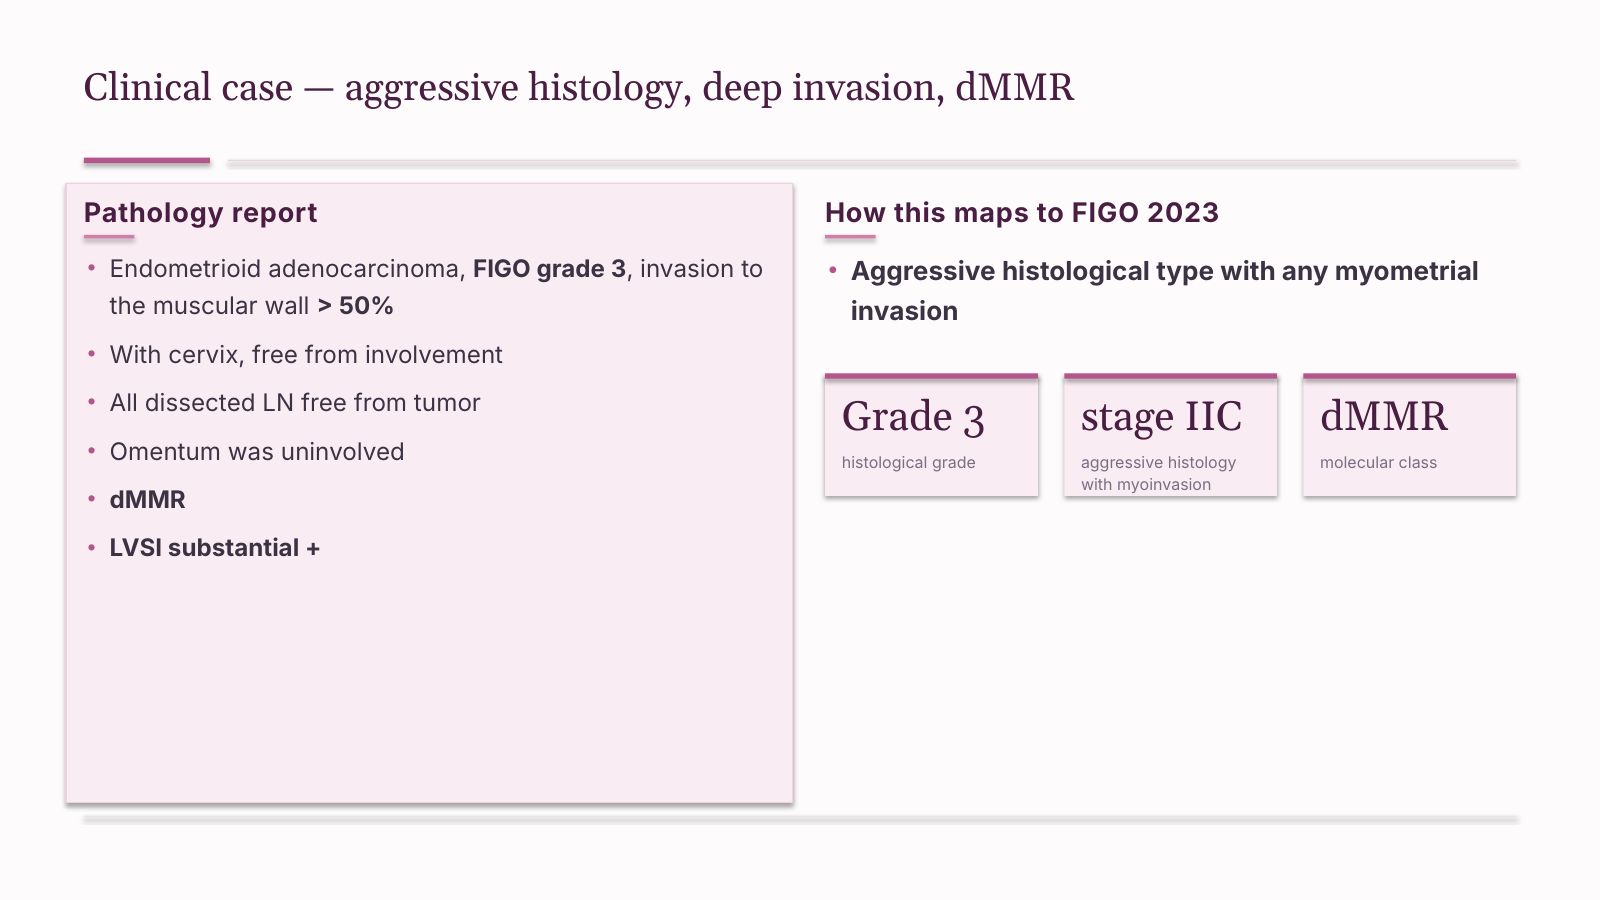 Clinical case — aggressive histology, deep invasion, dMMR
Pathology report
• Endometrioid adenocarcinoma, FIGO grade 3, invasion to
the muscular wall > 50%
• With cervix, free from involvement
• All dissected LN free from tumor
• Omentum was uninvolved
• dMMR
• LVSI substantial +
How this maps to FIGO 2023
• Aggressive histological type with any myometrial
invasion
Grade 3
histological grade
stage IIC
aggressive histology
with myoinvasion
dMMR
molecular class